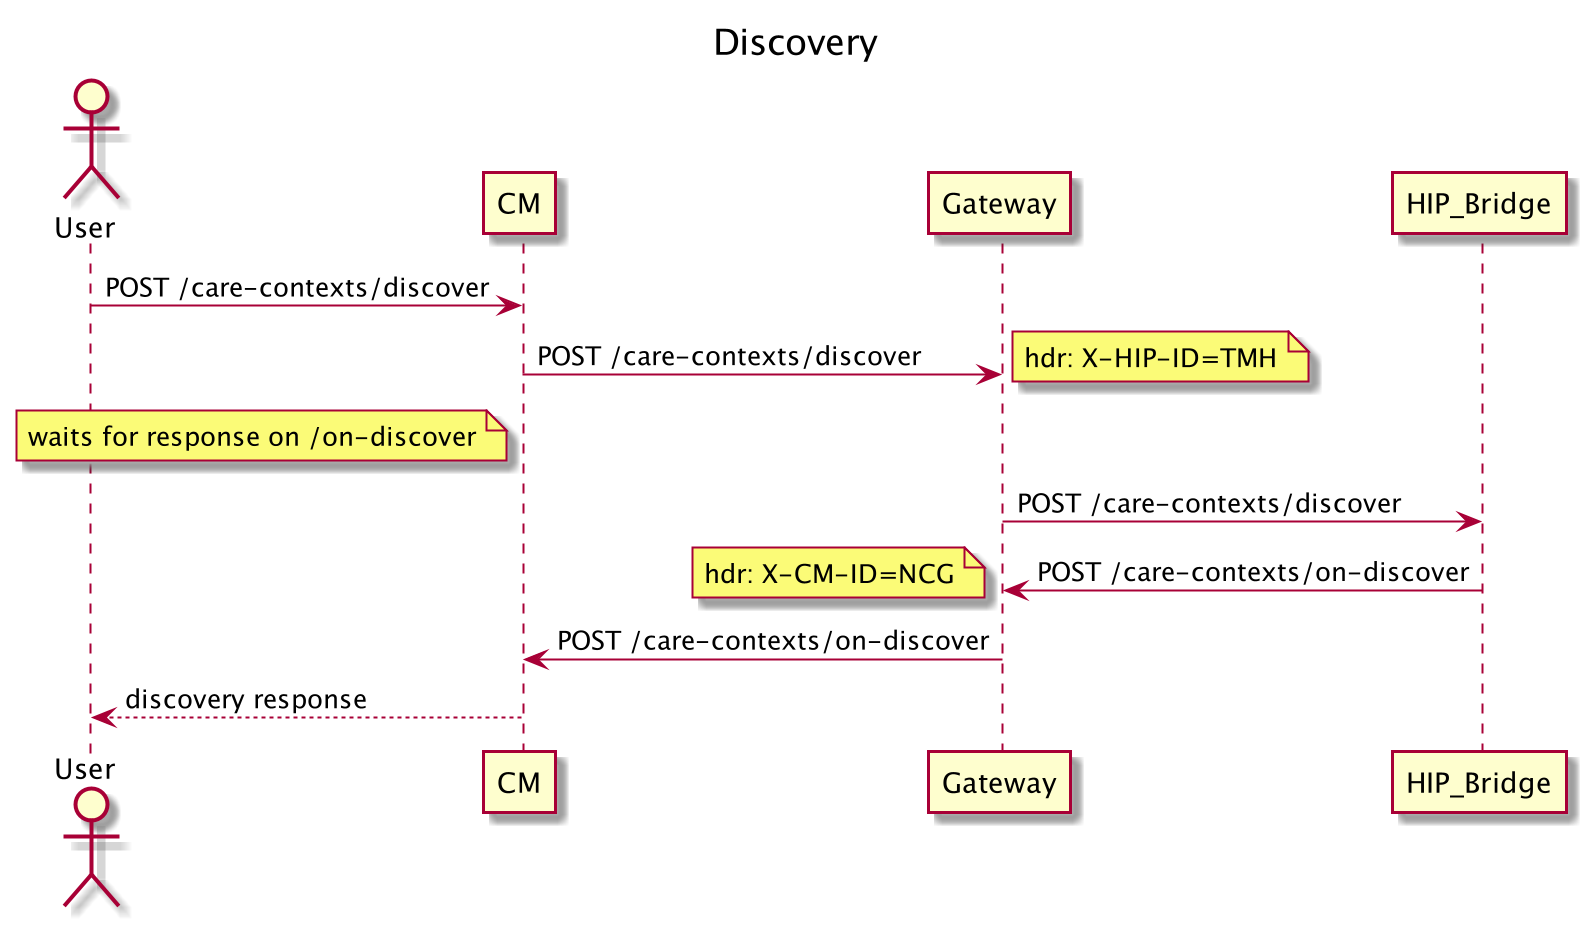 Discovery
User
CM
Gateway
HIP_Bridge
POST /care-contexts/discover
POST /care-contexts/discover
hdr: X-HIP-ID=TMH
waits for response on /on-discover
POST /care-contexts/discover
hdr: X-CM-ID=NCG
POST /care-contexts/on-discover
POST /care-contexts/on-discover
discovery response
User
CM
Gateway
HIP_Bridge